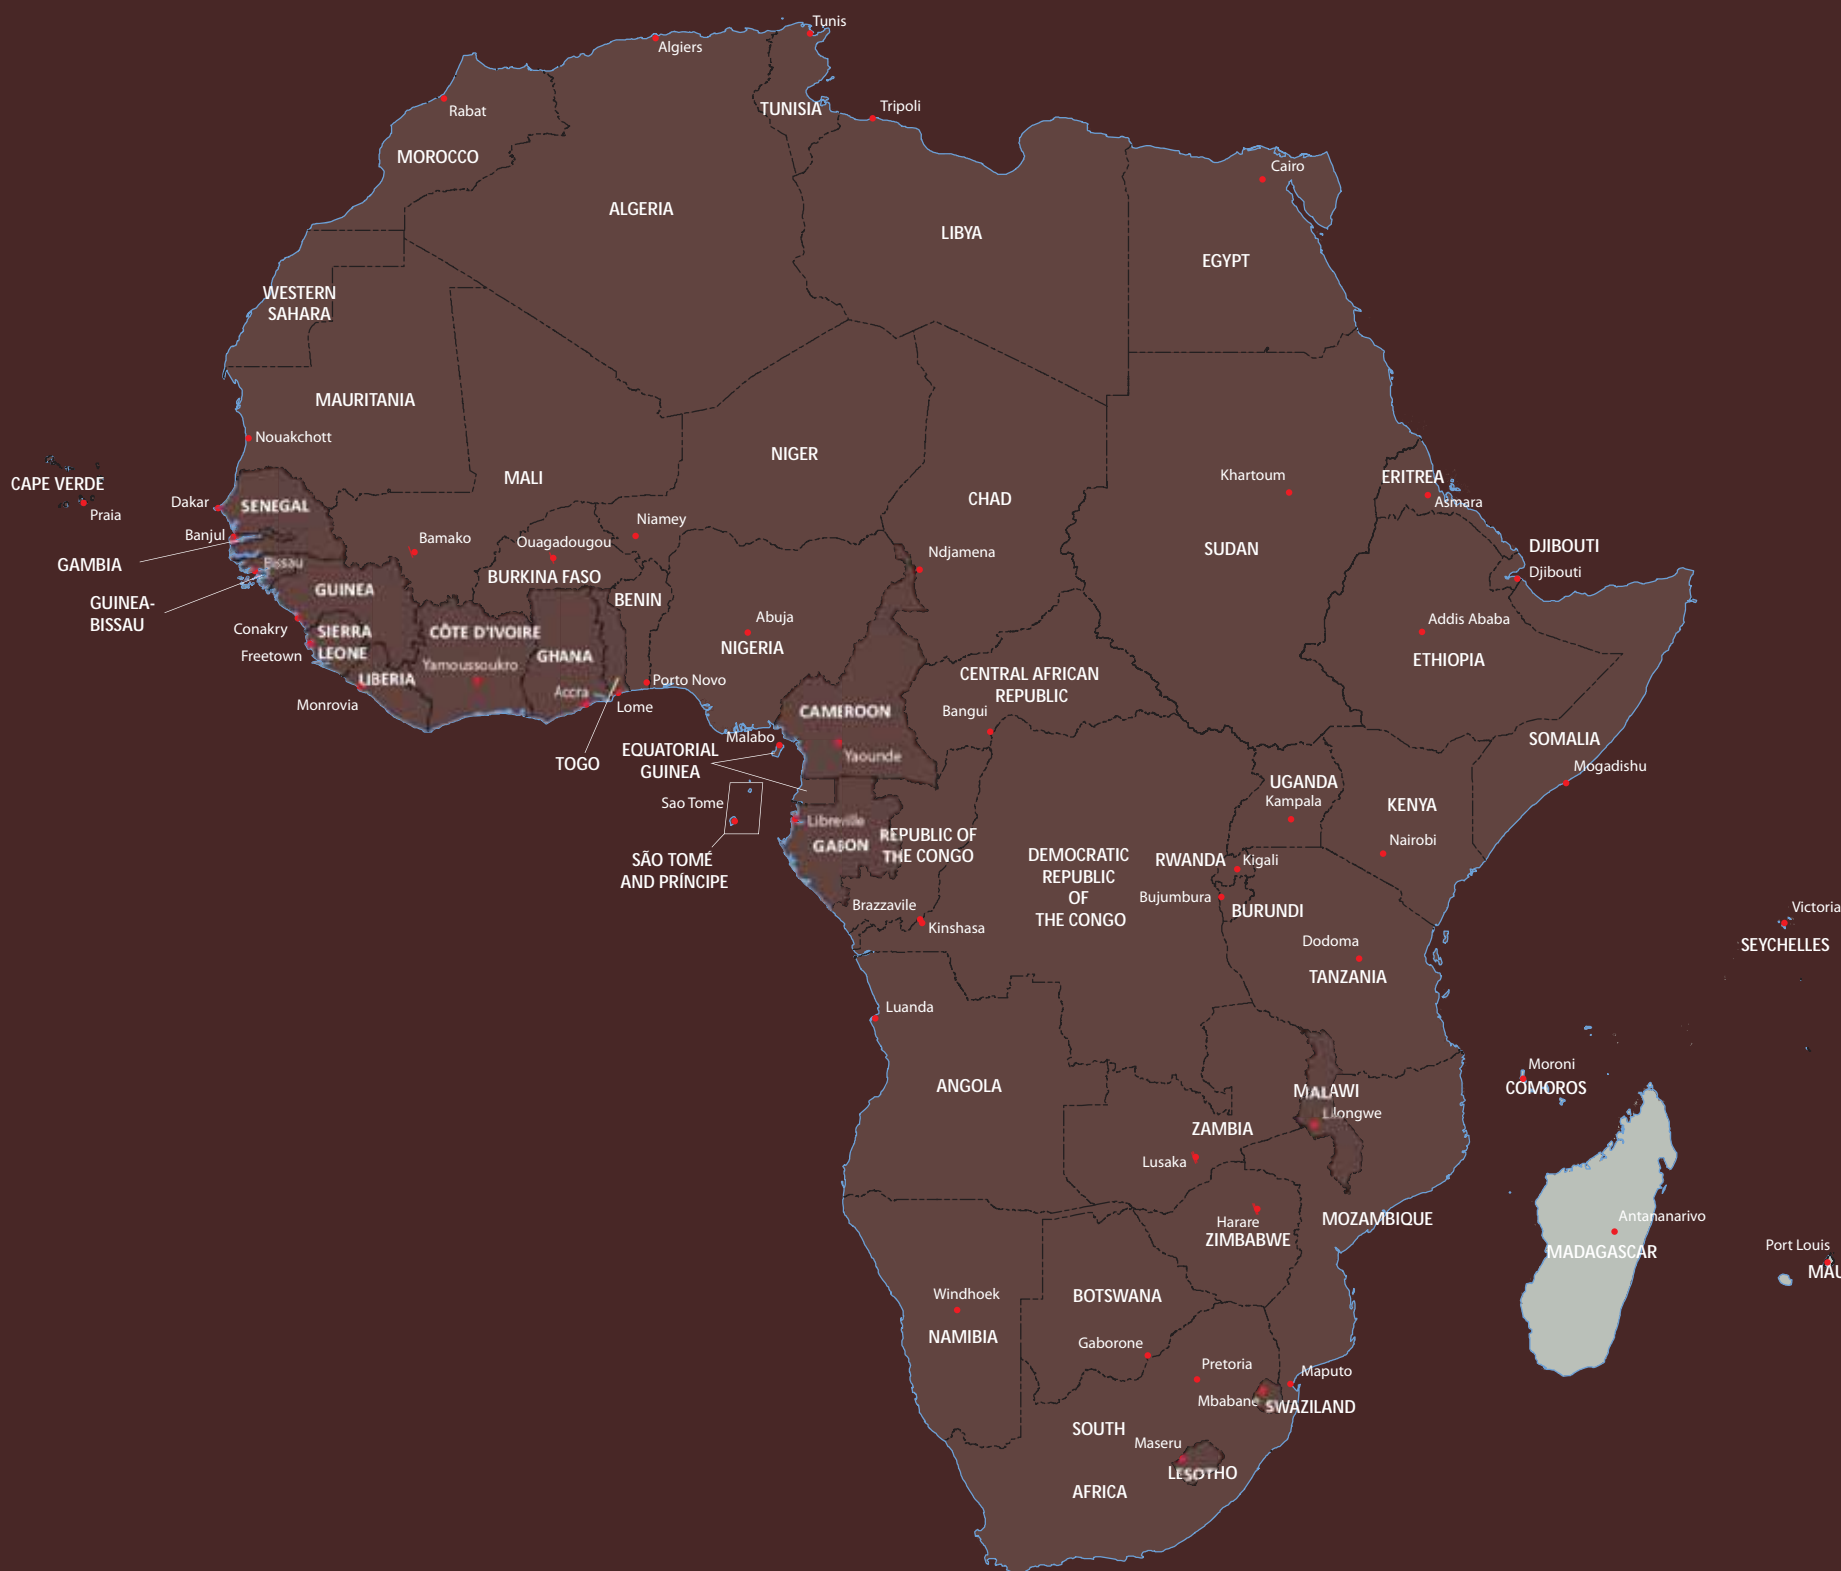 Tunis
Algiers
Rabat
TUNISIA
Tripoli
MOROCCO
Cairo
ALGERIA
LIBYA
EGYPT
WESTERN
SAHARA
MAURITANIA
Nouakchott
NIGER
MALI
CAPE VERDE
Praia
Dakar
SENEGAL
CHAD
Khartoum
ERITREA
Asmara
Banjul
GAMBIA
Bissau
GUINEA-
BISSAU
Bamako
Niamey
Ouagadougou
BURKINA FASO
BENIN
Ndjamena
SUDAN
DJIBOUTI
Djibouti
GUINEA
Conakry
SIERRA
LEONE
Freetown
CÔTE D'IVOIRE
Yamoussoukro
GHANA
Abuja
NIGERIA
Addis Ababa
ETHIOPIA
LIBERIA
Monrovia
Accra
Porto Novo
Lome
TOGO
CENTRAL AFRICAN
REPUBLIC
Bangui
CAMEROON
Yaounde
Malabo
EQUATORIAL
GUINEA
SOMALIA
Mogadishu
UGANDA
Kampala
KENYA
Nairobi
Sao Tome
SÃO TOMÉ
AND PRÍNCIPE
Libreville
GABON
REPUBLIC OF
THE CONGO
DEMOCRATIC
REPUBLIC
OF
THE CONGO
RWANDA
Kigali
Bujumbura
BURUNDI
Brazzavile
Kinshasa
Dodoma
TANZANIA
Victoria
SEYCHELLES
Luanda
ANGOLA
Moroni
COMOROS
MALAWI
Lilongwe
ZAMBIA
Lusaka
Harare
ZIMBABWE
MOZAMBIQUE
Antananarivo
MADAGASCAR
Port Louis
MAU
Windhoek
NAMIBIA
BOTSWANA
Gaborone
Pretoria
Maputo
Mbabane
SWAZILAND
SOUTH
AFRICA
Maseru
LESOTHO